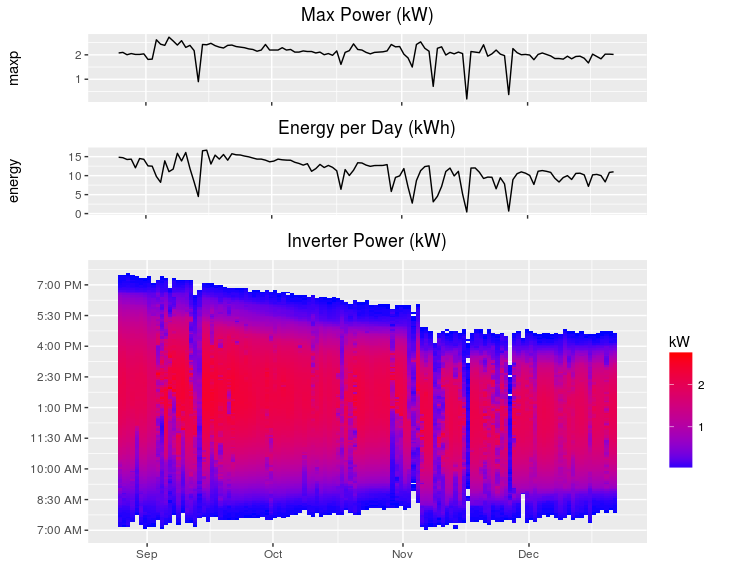 Max Power (kW)
maxp
2
1
Energy per Day (kWh)
energy
15
10
5
0
Inverter Power (kW)
7:00 PM
5:30 PM
4:00 PM
2:30 PM
1:00 PM
11:30 AM
10:00 AM
8:30 AM
7:00 AM
Sep Oct Nov Dec
kW
2
1